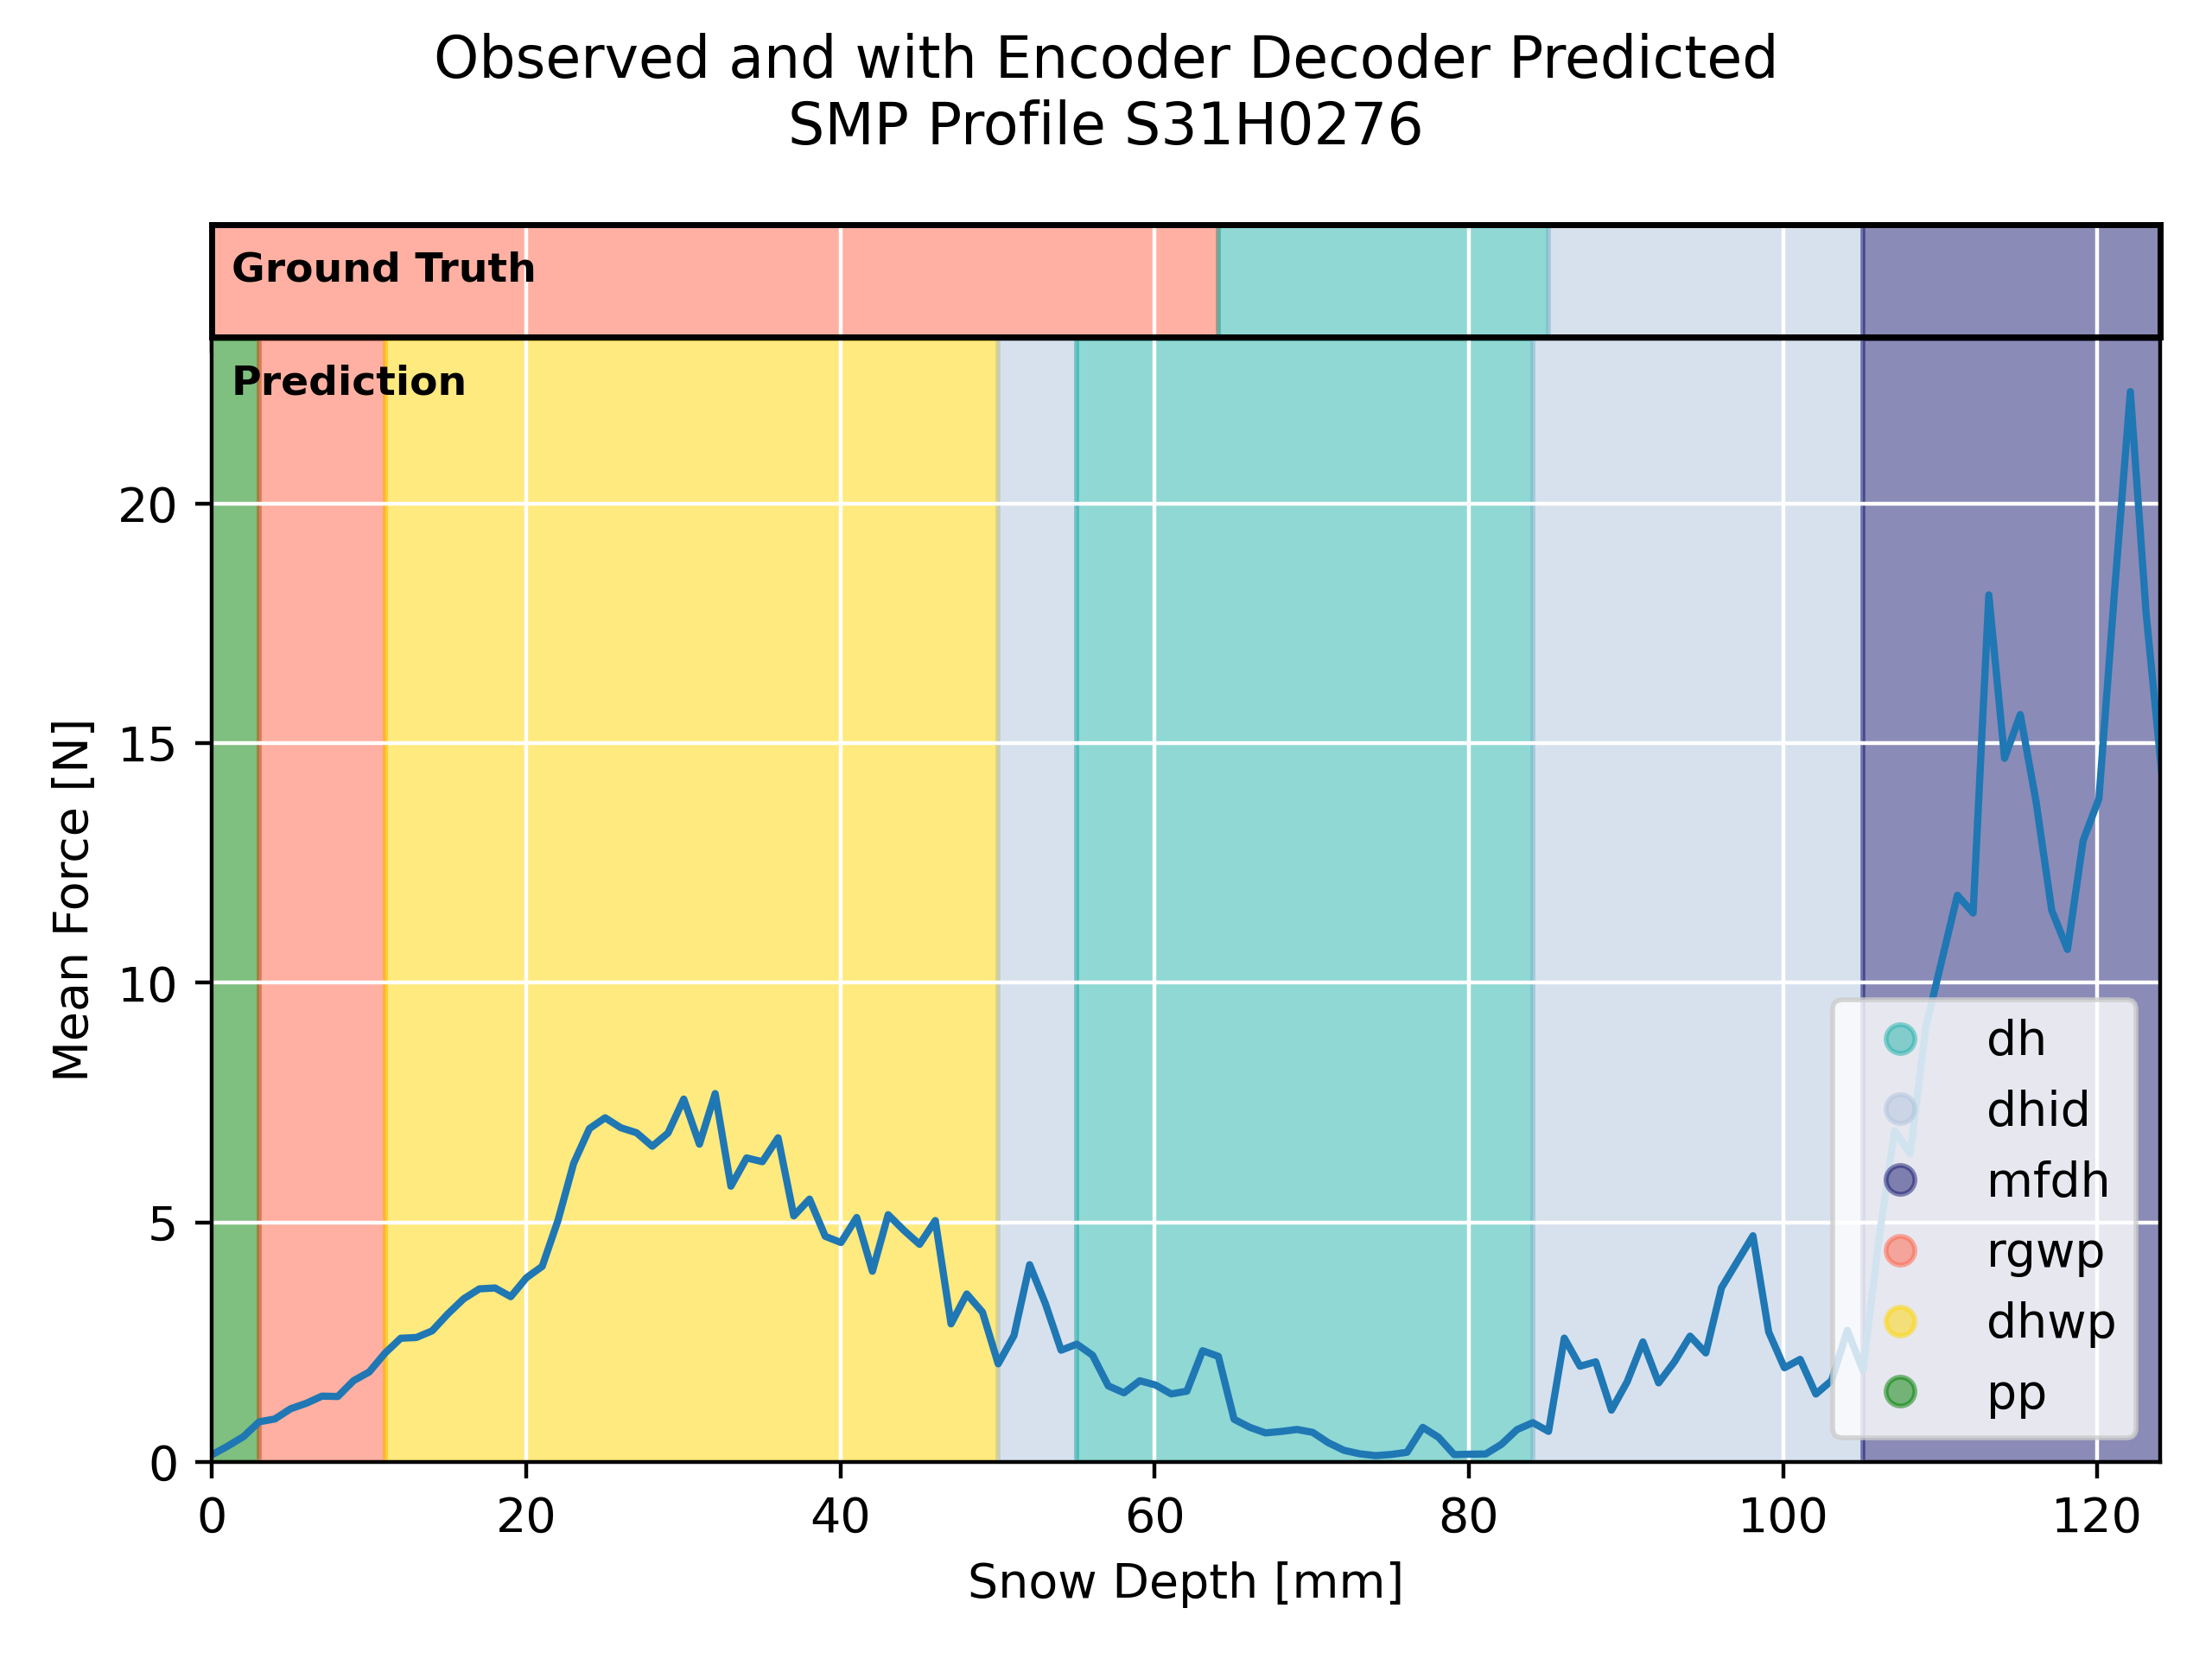 Observed and with Encoder Decoder Predicted
SMP Profile S31H0276
Ground Truth
Prediction
20
15
10
5
0
Mean Force [N]
dh
dhid
mfdh
rgwp
dhwp
pp
0 20 40 60 80 100 120
Snow Depth [mm]